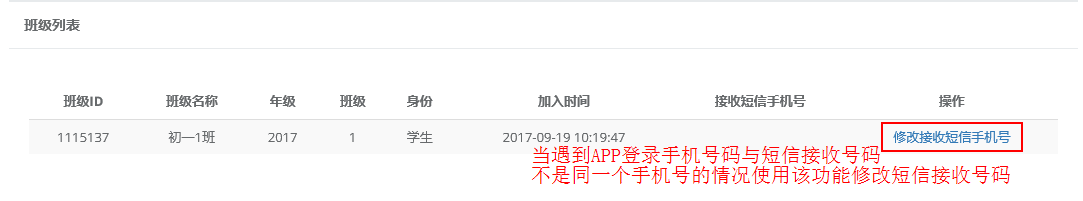 班级列表
班级ID 班级名称 年级 班级 身份 加入时间 接收短信手机号 操作
1115137 初一1班 2017 1 学生 2017-09-19 10:19:47 修改接收短信手机号
当遇到APP登录手机号码与短信接收号码
不是同一个手机号的情况使用该功能修改短信接收号码